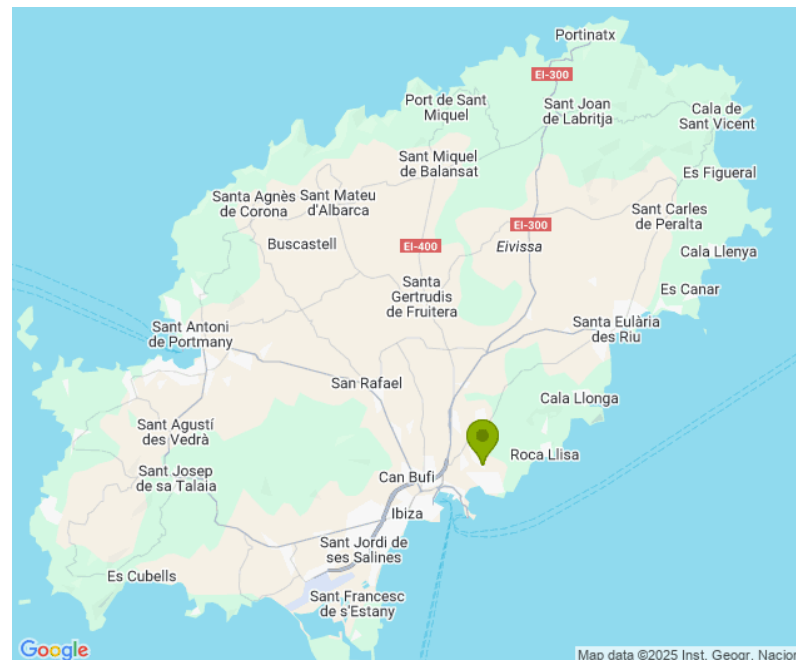 Portinatx
EI-300
Port de Sant
Miquel
Sant Joan
de Labritja
Cala de
Sant Vicent
Sant Miquel
de Balansat
Es Figueral
Santa Agnès
de Corona
Sant Mateu
d'Albarca
Sant Carles
de Peralta
Buscastell
EI-400
EI-300
Eivissa
Cala Llenya
Santa
Gertrudis
de Fruitera
Es Canar
Sant Antoni
de Portmany
Santa Eulària
des Riu
San Rafael
Cala Llonga
Sant Agustí
des Vedrà
Roca Llisa
Sant Josep
de sa Talaia
Can Bufi
Ibiza
Sant Jordi de
ses Salines
Es Cubells
Sant Francesc
de s'Estany
Google
Map data ©2025 Inst. Geogr. Nacior